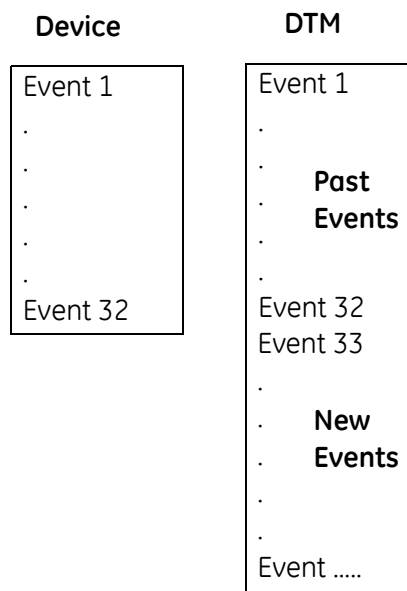 Device
Event 1
.
.
.
.
.
Event 32
DTM
Event 1
.
.
.
.
.
Past
Events
Event 32
Event 33
.
.
.
.
.
New
Events
Event .....